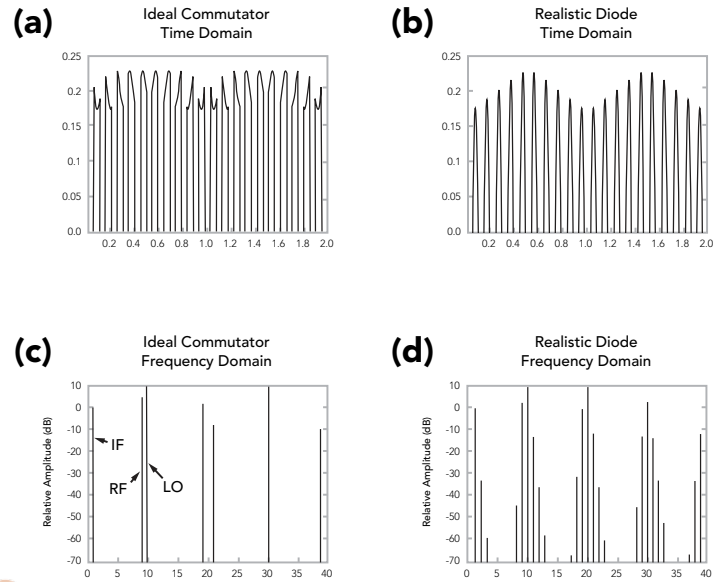 (a)
Ideal Commutator
Time Domain
0.25
0.2
0.15
0.1
0.05
0.0
0.2 0.4 0.6 0.8 1.0 1.2 1.4 1.6 1.8 2.0
(b)
Realistic Diode
Time Domain
0.25
0.2
0.15
0.1
0.05
0.0
0.2 0.4 0.6 0.8 1.0 1.2 1.4 1.6 1.8 2.0
(c)
Ideal Commutator
Frequency Domain
Relative Amplitude (dB)
10
0
-10
-20
-30
-40
-50
-60
-70
IF
RF
LO
0 10 20 30 40
(d)
Realistic Diode
Frequency Domain
Relative Amplitude (dB)
10
0
-10
-20
-30
-40
-50
-60
-70
0 5 10 15 20 25 30 35 40